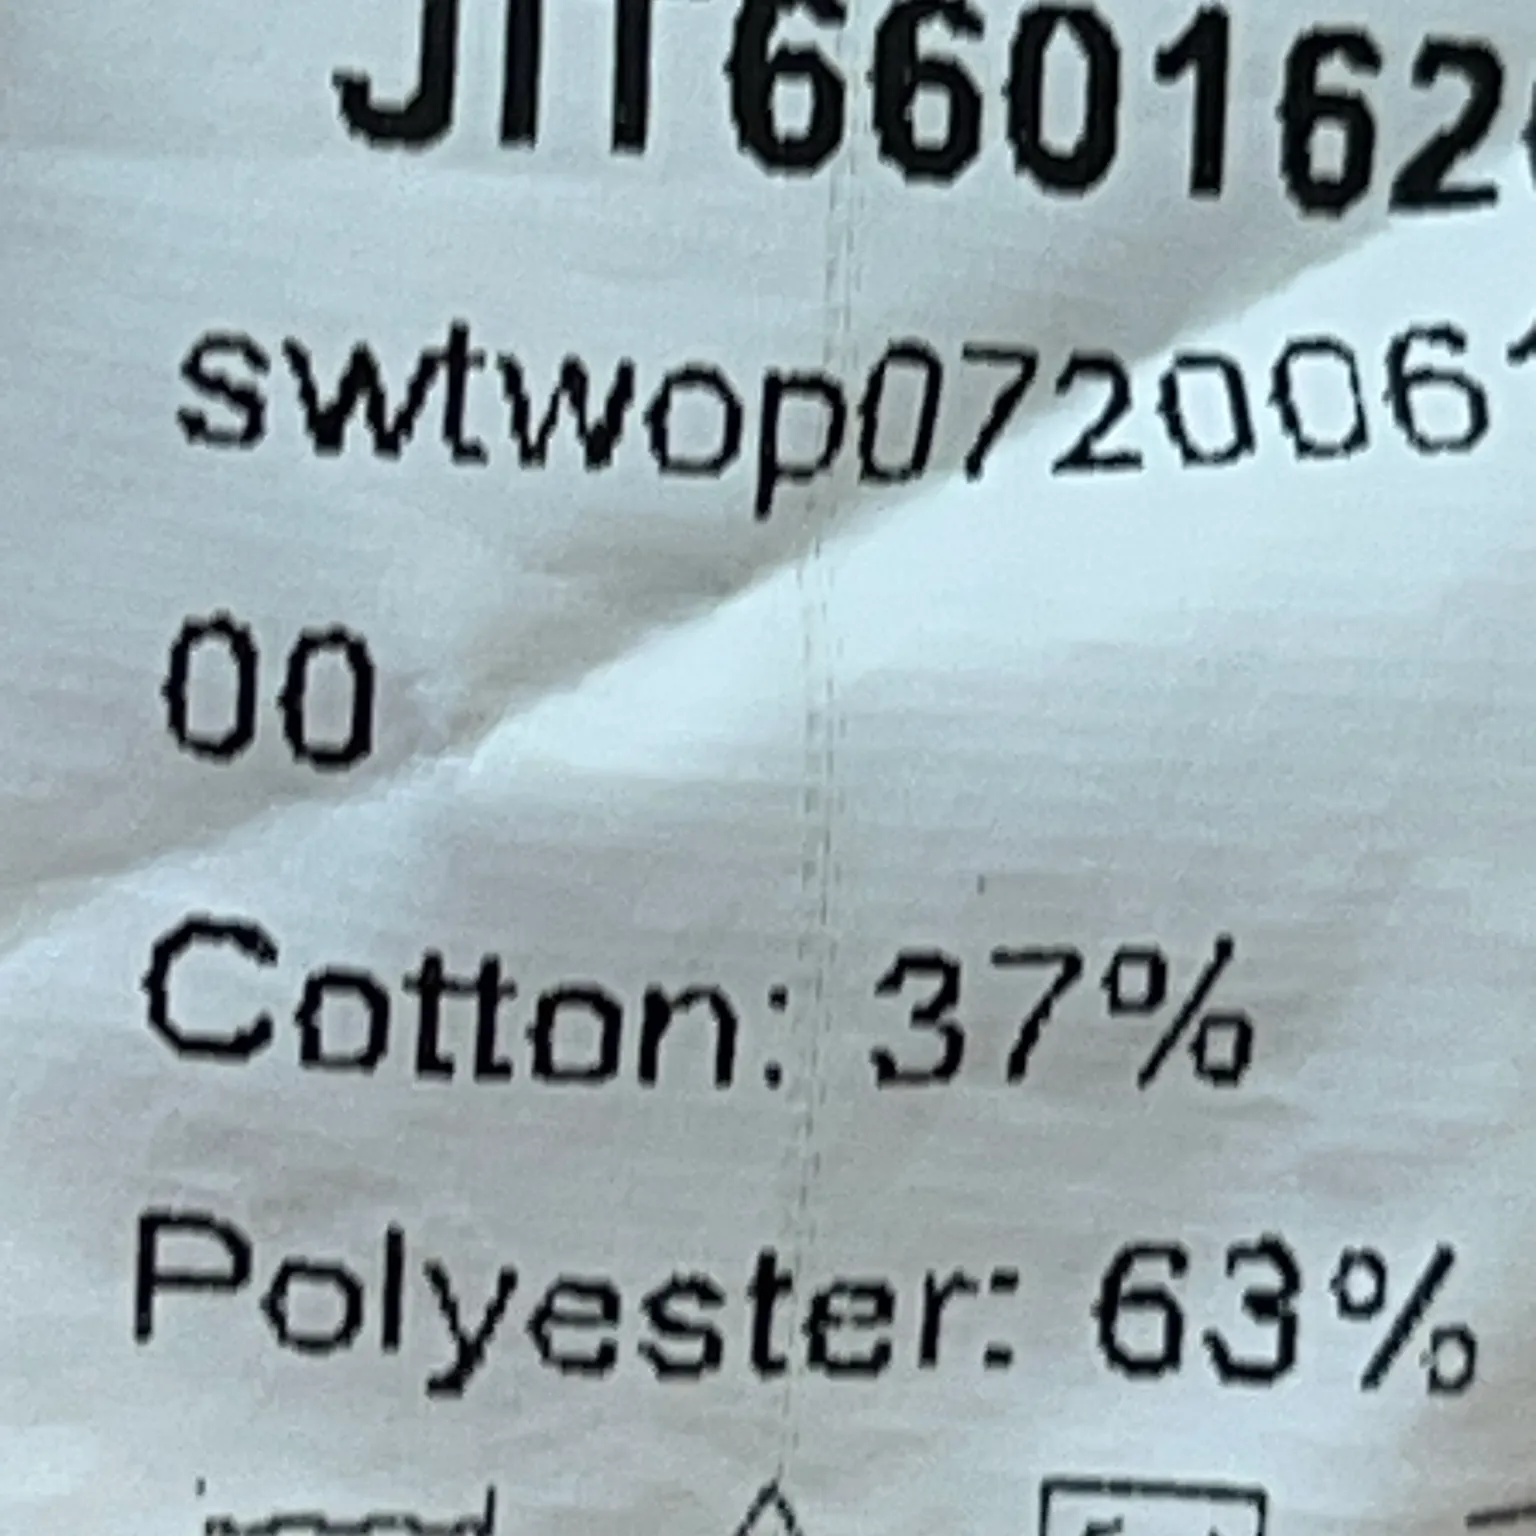 JIT660162
swtwop0720061
00
Cotton: 37%
Polyester: 63%